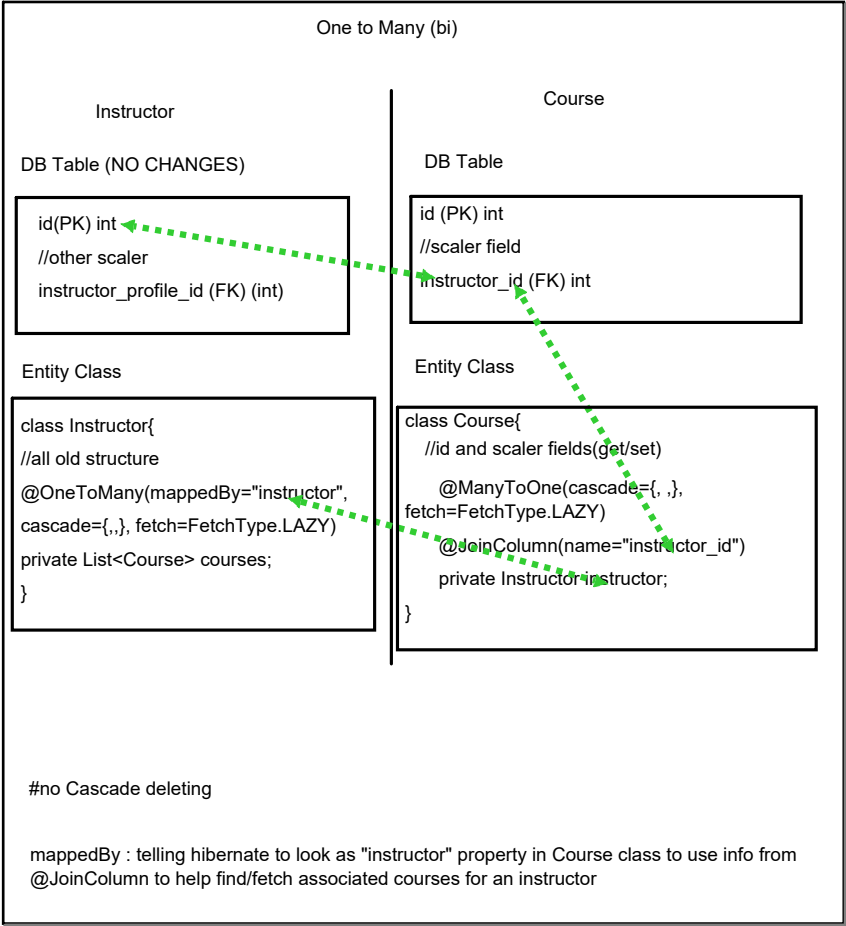 One to Many (bi)
Instructor
DB Table (NO CHANGES)
id(PK) int
//other scaler
instructor_profile_id (FK) (int)
Entity Class
class Instructor{
//all old structure
@OneToMany(mappedBy="instructor",
cascade={,,}, fetch=FetchType.LAZY)
private List<Course> courses;
}
Course
DB Table
id (PK) int
//scaler field
instructor_id (FK) int
Entity Class
class Course{
//id and scaler fields(get/set)
@ManyToOne(cascade={, ,},
fetch=FetchType.LAZY)
@JoinColumn(name="instructor_id")
private Instructor instructor;
}
#no Cascade deleting
mappedBy : telling hibernate to look as "instructor" property in Course class to use info from
@JoinColumn to help find/fetch associated courses for an instructor